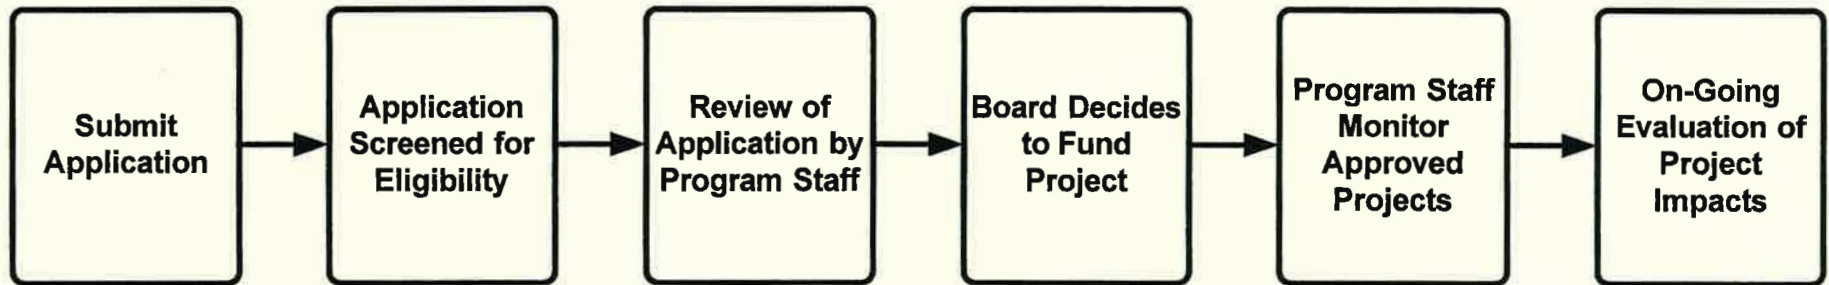 Submit
Application
Application
Screened for
Eligibility
Review of
Application by
Program Staff
Board Decides
to Fund
Project
Program Staff
Monitor
Approved
Projects
On-Going
Evaluation of
Project
Impacts